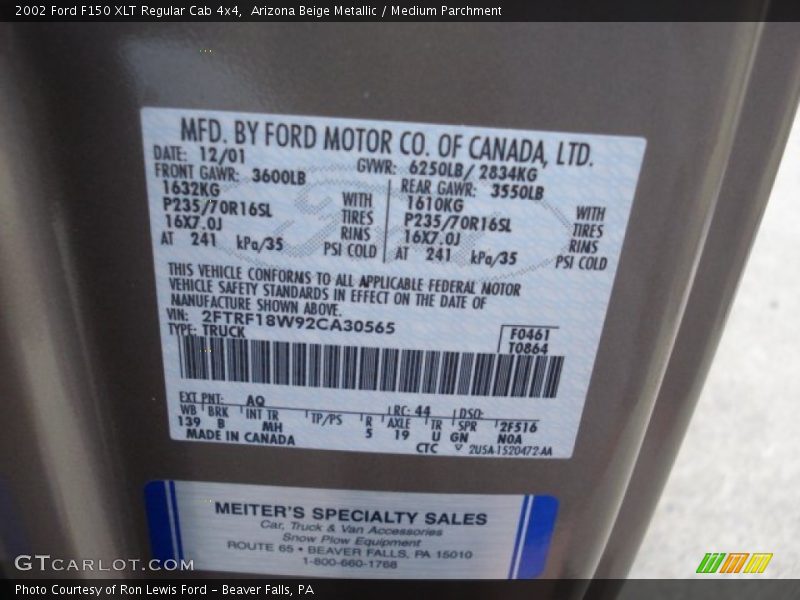 2002 Ford F150 XLT Regular Cab 4x4,  Arizona Beige Metallic / Medium Parchment
MFD. BY FORD MOTOR CO. OF CANADA, LTD.
DATE: 12/01 GVWR: 6250LB/ 2834KG
FRONT GAWR: 3600LB REAR GAWR: 3550LB
1632KG WITH 1610KG WITH
P235/70R16SL TIRES P235/70R16SL TIRES
16X7.0J RIMS 16X7.0J RIMS
AT 241 kPa/35 PSI COLD AT 241 kPa/35 PSI COLD
THIS VEHICLE CONFORMS TO ALL APPLICABLE FEDERAL MOTOR
VEHICLE SAFETY STANDARDS IN EFFECT ON THE DATE OF
MANUFACTURE SHOWN ABOVE.
VIN: 2FTRF18W92CA30565
TYPE: TRUCK
F0461
T0864
EXT PNT: AQ RC: 44 DSO:
WB BRK INT TR TP/PS R AXLE TR SPR 2F516
139 B MH 5 19 U GN N0A
MADE IN CANADA CTC 2U5A-1520472-AA
MEITER'S SPECIALTY SALES
Car, Truck & Van Accessories
Snow Plow Equipment
ROUTE 65 • BEAVER FALLS, PA 15010
1-800-660-1768
GTCARLOT.COM
Photo Courtesy of Ron Lewis Ford – Beaver Falls, PA